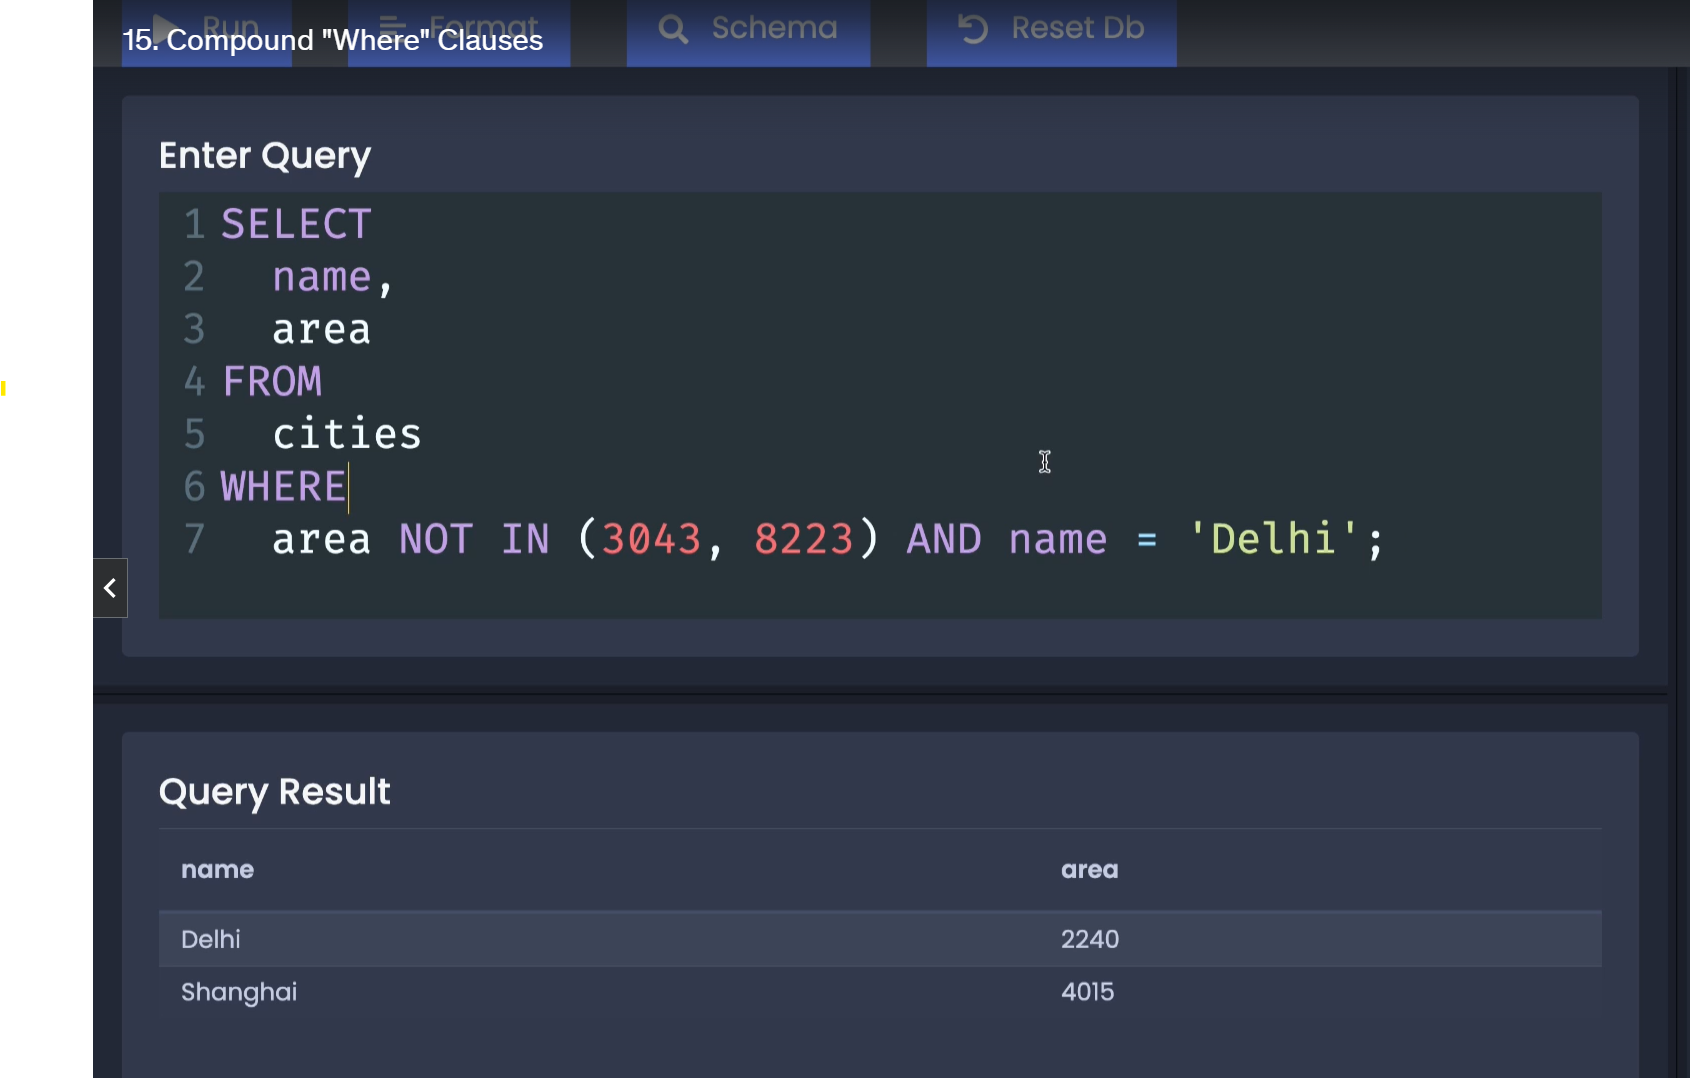 Run Format Schema Reset Db
15. Compound "Where" Clauses
Enter Query
1 SELECT
2 name,
3 area
4 FROM
5 cities
6 WHERE
7 area NOT IN (3043, 8223) AND name = 'Delhi';
Query Result
name area
Delhi 2240
Shanghai 4015